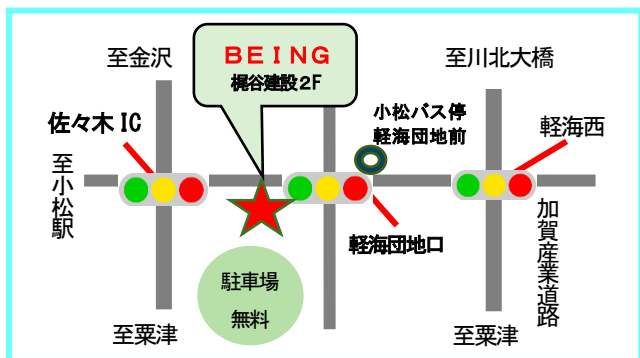 至金沢
ＢＥＩＮＧ
梶谷建設２Ｆ
至川北大橋
佐々木 IC
小松バス停
軽海団地前
軽海西
至小松駅
軽海団地口
加賀産業道路
駐車場
無料
至粟津
至粟津